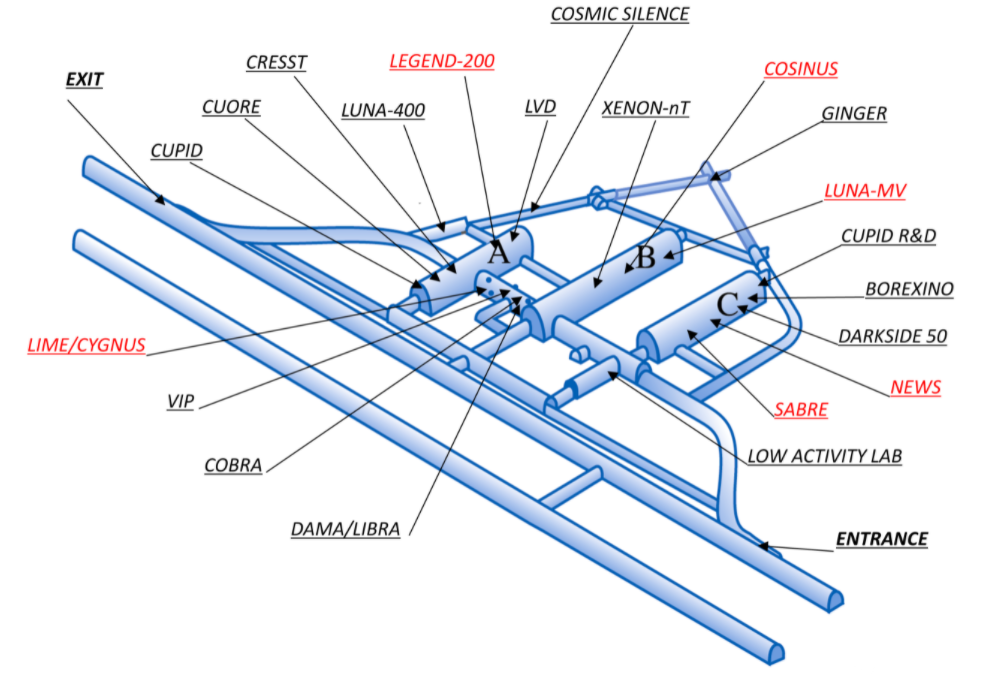 COSMIC SILENCE
CRESST
LEGEND-200
COSINUS
EXIT
CUORE
LUNA-400
LVD
XENON-nT
GINGER
CUPID
LUNA-MV
A
B
CUPID R&D
C
BOREXINO
LIME/CYGNUS
DARKSIDE 50
NEWS
VIP
SABRE
COBRA
LOW ACTIVITY LAB
DAMA/LIBRA
ENTRANCE